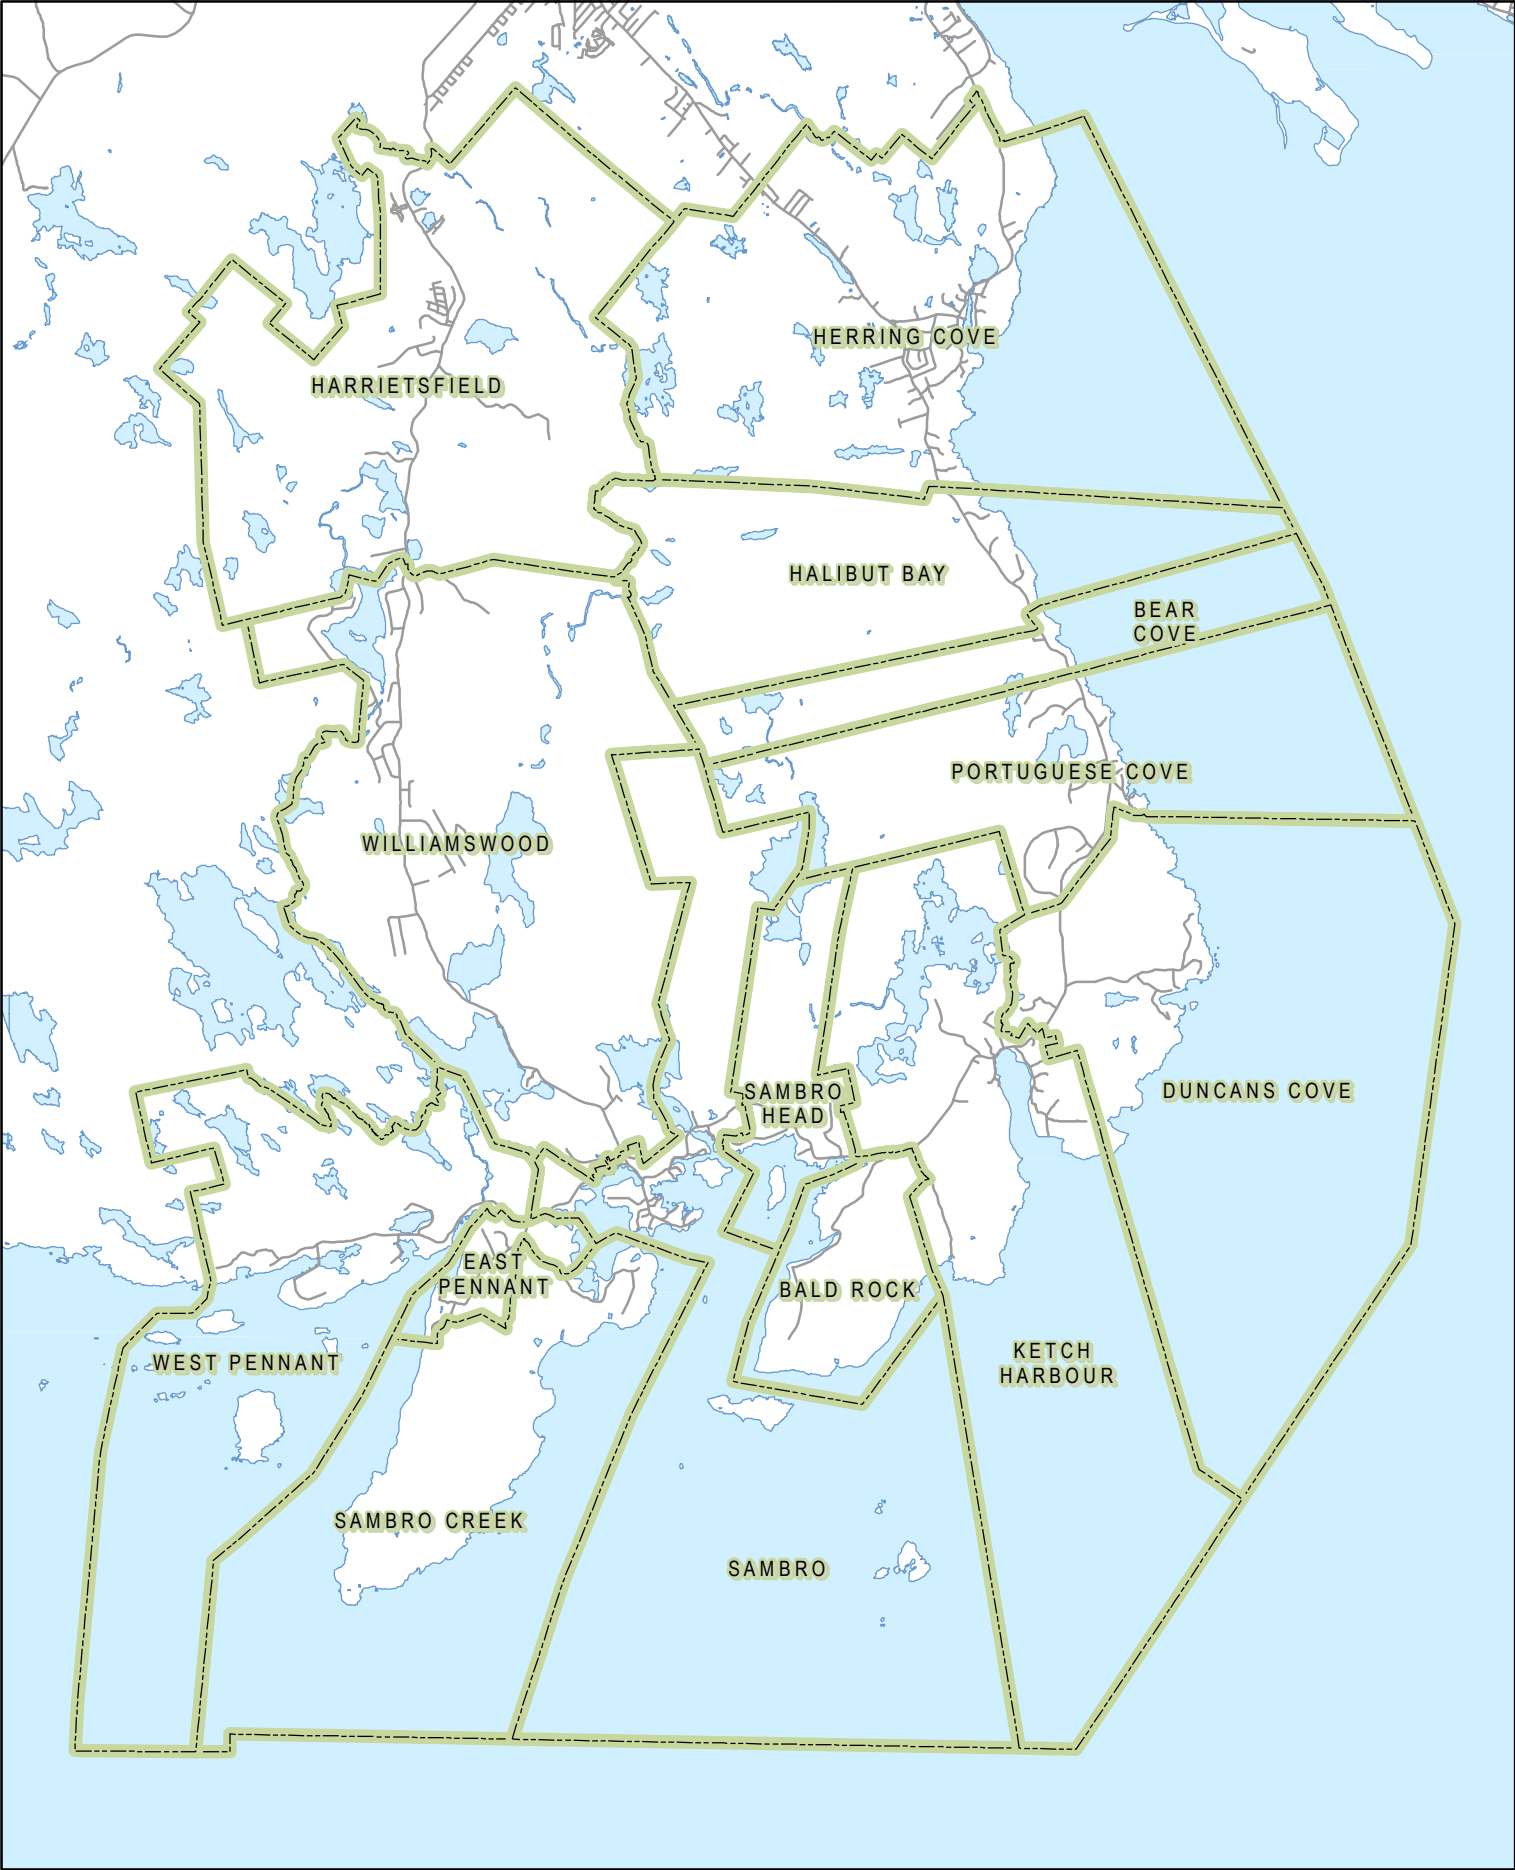 HERRING COVE
HARRIETSFIELD
HALIBUT BAY
BEAR
COVE
PORTUGUESE COVE
WILLIAMSWOOD
SAMBRO
HEAD
DUNCANS COVE
EAST
PENNANT
BALD ROCK
WEST PENNANT
KETCH
HARBOUR
SAMBRO CREEK
SAMBRO